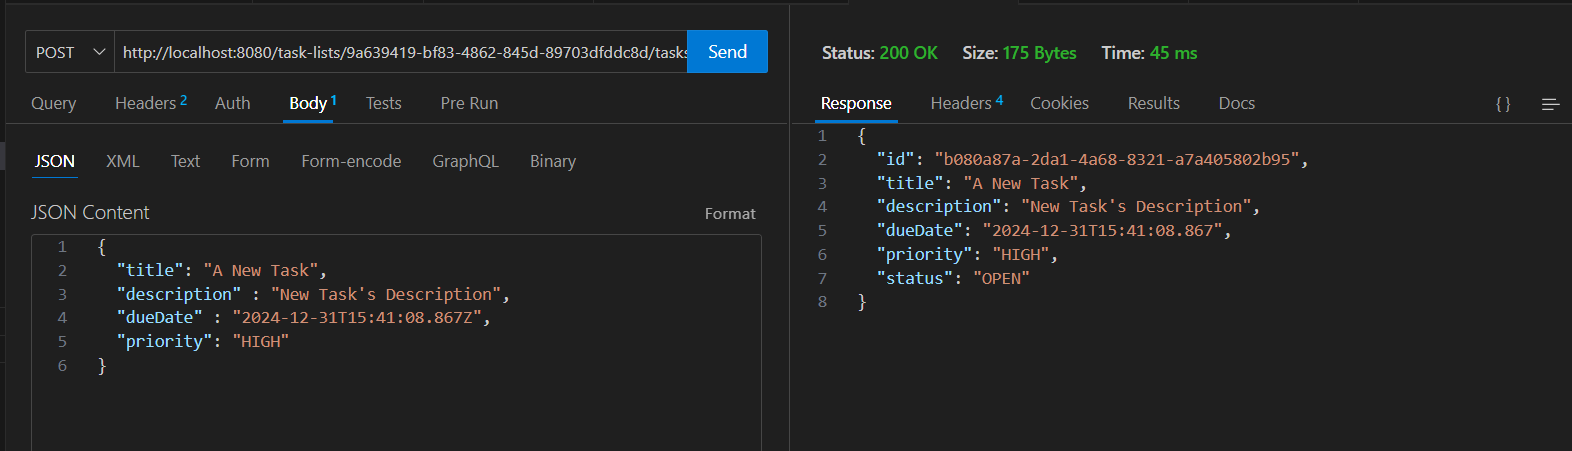 POST http://localhost:8080/task-lists/9a639419-bf83-4862-845d-89703dfddc8d/tasks Send
Query Headers 2 Auth Body 1 Tests Pre Run
JSON XML Text Form Form-encode GraphQL Binary
JSON Content Format
1 {
2 "title": "A New Task",
3 "description" : "New Task's Description",
4 "dueDate" : "2024-12-31T15:41:08.867Z",
5 "priority": "HIGH"
6 }
Status: 200 OK Size: 175 Bytes Time: 45 ms
Response Headers 4 Cookies Results Docs { }
1 {
2 "id": "b080a87a-2da1-4a68-8321-a7a405802b95",
3 "title": "A New Task",
4 "description": "New Task's Description",
5 "dueDate": "2024-12-31T15:41:08.867",
6 "priority": "HIGH",
7 "status": "OPEN"
8 }